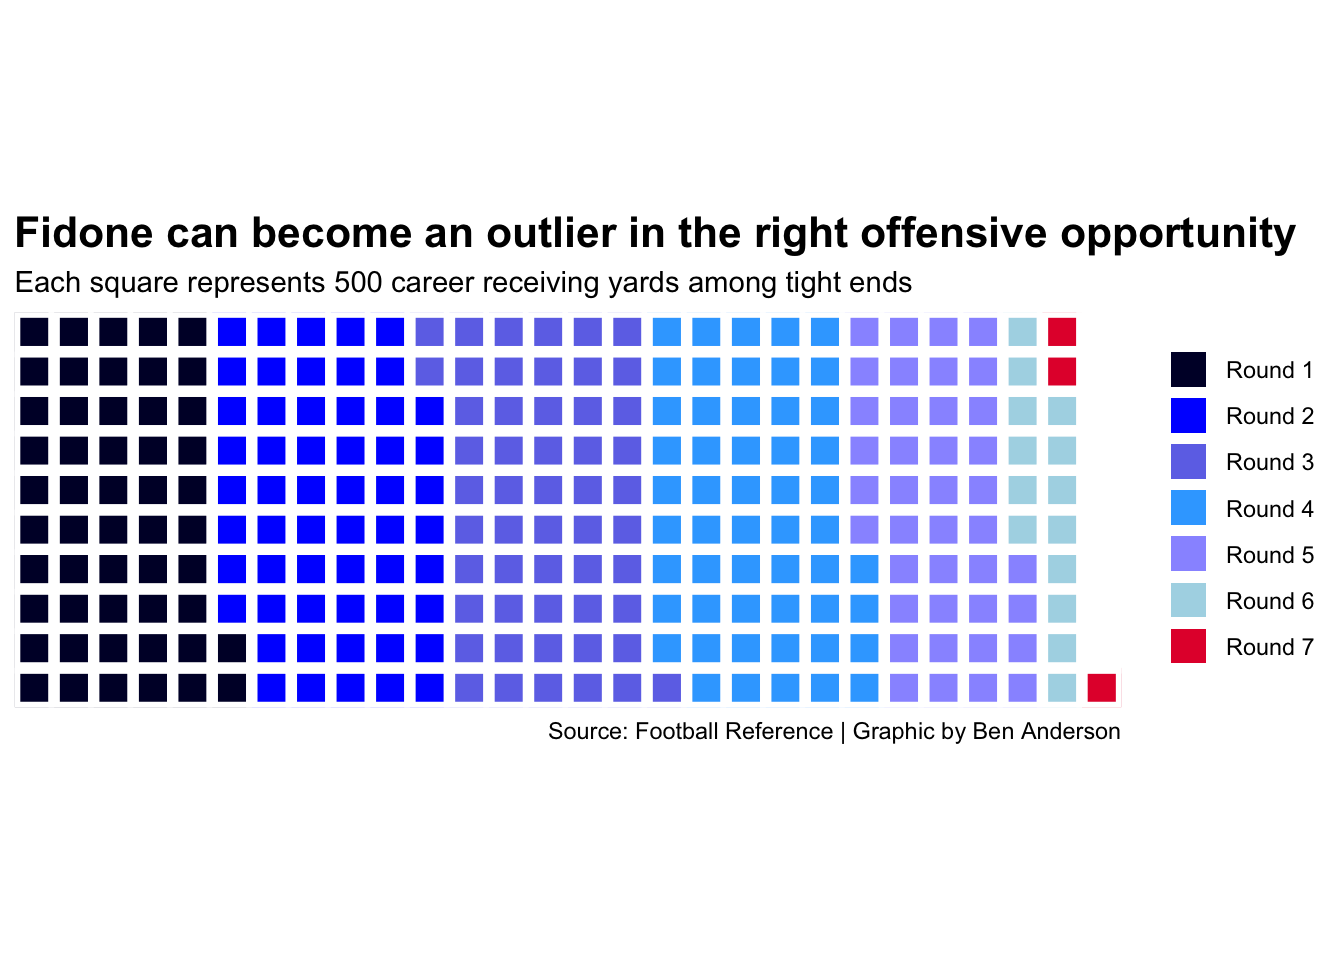 Fidone can become an outlier in the right offensive opportunity
Each square represents 500 career receiving yards among tight ends
Round 1
Round 2
Round 3
Round 4
Round 5
Round 6
Round 7
Source: Football Reference | Graphic by Ben Anderson